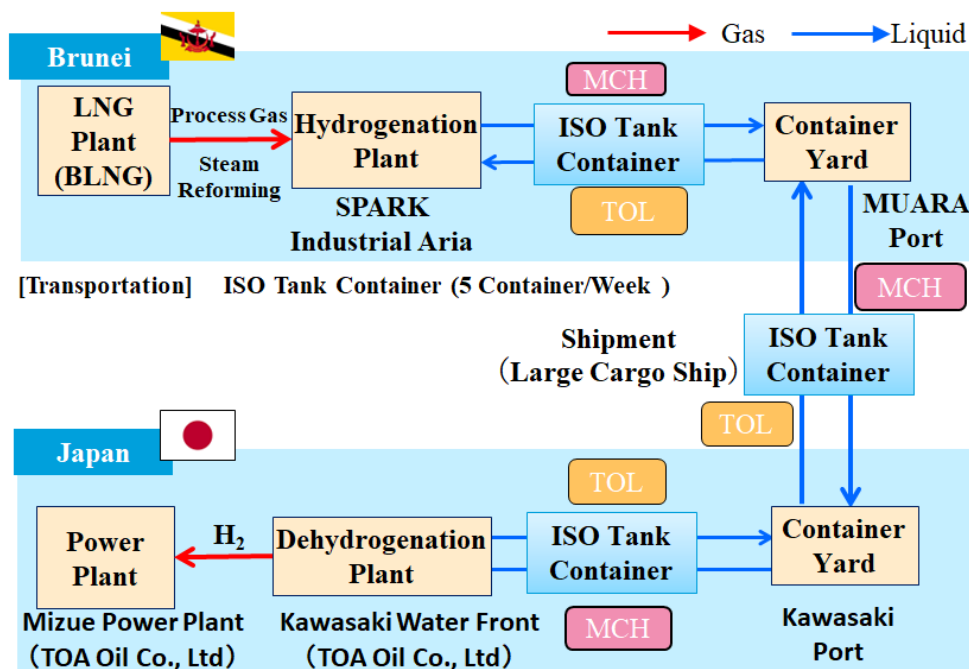 Gas
Liquid
Brunei
LNG
Plant
(BLNG)
Process Gas
Steam
Reforming
Hydrogenation
Plant
SPARK
Industrial Aria
MCH
ISO Tank
Container
TOL
Container
Yard
MUARA
Port
[Transportation] ISO Tank Container (5 Container/Week )
MCH
Shipment
（Large Cargo Ship）
ISO Tank
Container
TOL
Japan
Power
Plant
H₂
Dehydrogenation
Plant
TOL
ISO Tank
Container
MCH
Container
Yard
Mizue Power Plant
（TOA Oil Co., Ltd）
Kawasaki Water Front
（TOA Oil Co., Ltd）
Kawasaki
Port